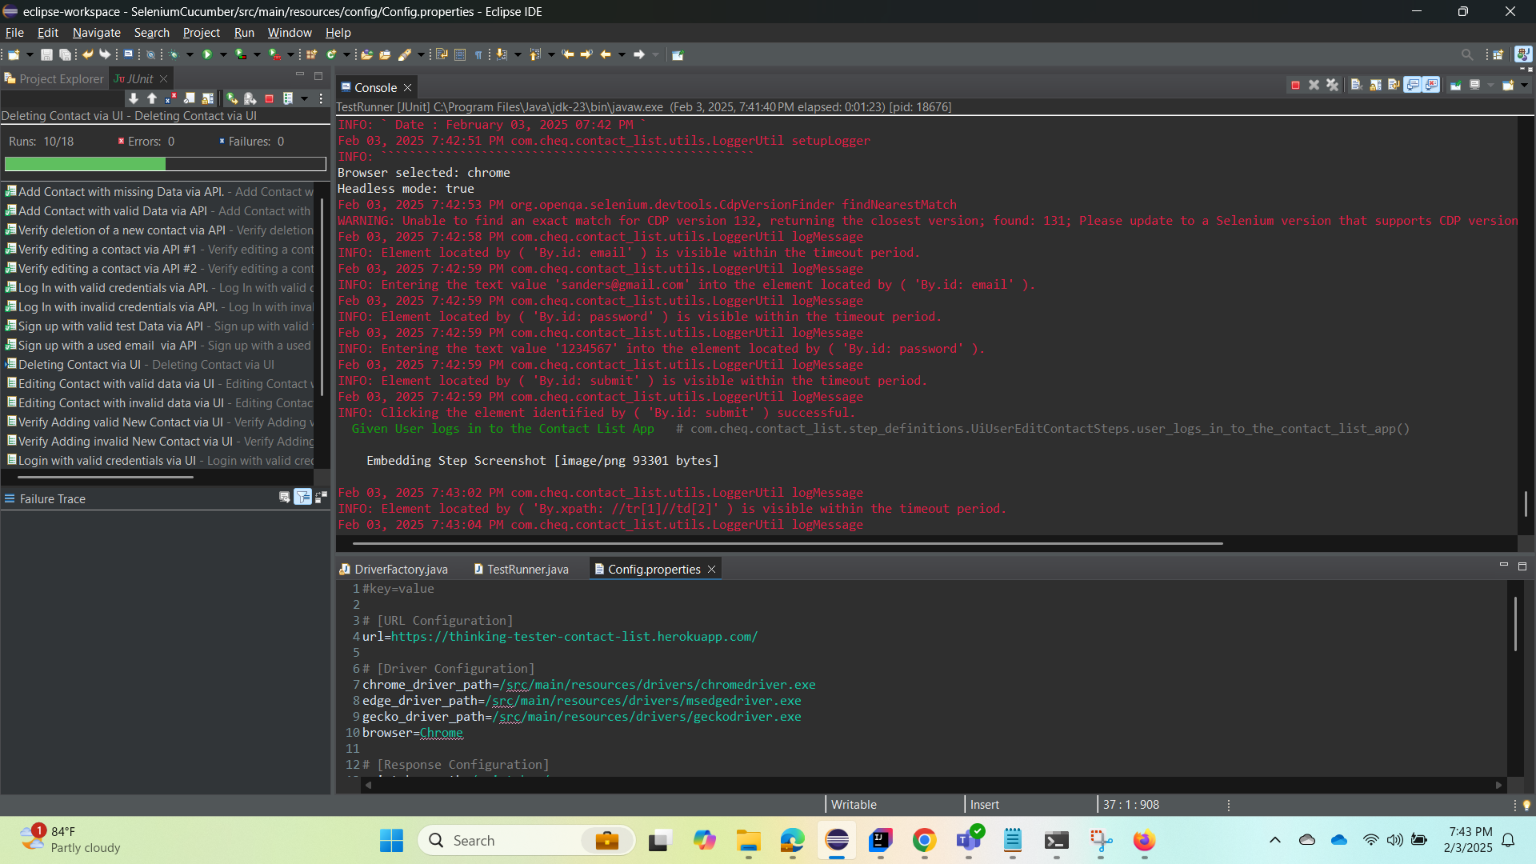 eclipse-workspace - SeleniumCucumber/src/main/resources/config/Config.properties - Eclipse IDE
File Edit Navigate Search Project Run Window Help
Project Explorer JUnit
Deleting Contact via UI - Deleting Contact via UI
Runs: 10/18 Errors: 0 Failures: 0
Add Contact with missing Data via API. - Add Contact w
Add Contact with valid Data via API - Add Contact with
Verify deletion of a new contact via API - Verify deletion
Verify editing a contact via API #1 - Verify editing a cont
Verify editing a contact via API #2 - Verify editing a cont
Log In with valid credentials via API. - Log In with valid c
Log In with invalid credentials via API. - Log In with inva
Sign up with valid test Data via API - Sign up with valid
Sign up with a used email  via API - Sign up with a used
Deleting Contact via UI - Deleting Contact via UI
Editing Contact with valid data via UI - Editing Contact
Editing Contact with invalid data via UI - Editing Contac
Verify Adding valid New Contact via UI - Verify Adding
Verify Adding invalid New Contact via UI - Verify Adding
Login with valid credentials via UI - Login with valid cre
Failure Trace
Console
TestRunner [JUnit] C:\Program Files\Java\jdk-23\bin\javaw.exe (Feb 3, 2025, 7:41:40 PM elapsed: 0:01:23) [pid: 18676]
INFO: ` Date : February 03, 2025 07:42 PM `
Feb 03, 2025 7:42:51 PM com.cheq.contact_list.utils.LoggerUtil setupLogger
INFO: ````````````````````````````````````````````````````
Browser selected: chrome
Headless mode: true
Feb 03, 2025 7:42:53 PM org.openqa.selenium.devtools.CdpVersionFinder findNearestMatch
WARNING: Unable to find an exact match for CDP version 132, returning the closest version; found: 131; Please update to a Selenium version that supports CDP version
Feb 03, 2025 7:42:58 PM com.cheq.contact_list.utils.LoggerUtil logMessage
INFO: Element located by ( 'By.id: email' ) is visible within the timeout period.
Feb 03, 2025 7:42:59 PM com.cheq.contact_list.utils.LoggerUtil logMessage
INFO: Entering the text value 'sanders@gmail.com' into the element located by ( 'By.id: email' ).
Feb 03, 2025 7:42:59 PM com.cheq.contact_list.utils.LoggerUtil logMessage
INFO: Element located by ( 'By.id: password' ) is visible within the timeout period.
Feb 03, 2025 7:42:59 PM com.cheq.contact_list.utils.LoggerUtil logMessage
INFO: Entering the text value '1234567' into the element located by ( 'By.id: password' ).
Feb 03, 2025 7:42:59 PM com.cheq.contact_list.utils.LoggerUtil logMessage
INFO: Element located by ( 'By.id: submit' ) is visible within the timeout period.
Feb 03, 2025 7:42:59 PM com.cheq.contact_list.utils.LoggerUtil logMessage
INFO: Clicking the element identified by ( 'By.id: submit' ) successful.
Given User logs in to the Contact List App # com.cheq.contact_list.step_definitions.UiUserEditContactSteps.user_logs_in_to_the_contact_list_app()
Embedding Step Screenshot [image/png 93301 bytes]
Feb 03, 2025 7:43:02 PM com.cheq.contact_list.utils.LoggerUtil logMessage
INFO: Element located by ( 'By.xpath: //tr[1]//td[2]' ) is visible within the timeout period.
Feb 03, 2025 7:43:04 PM com.cheq.contact_list.utils.LoggerUtil logMessage
DriverFactory.java TestRunner.java Config.properties
1 #key=value
2
3 # [URL Configuration]
4 url=https://thinking-tester-contact-list.herokuapp.com/
5
6 # [Driver Configuration]
7 chrome_driver_path=/src/main/resources/drivers/chromedriver.exe
8 edge_driver_path=/src/main/resources/drivers/msedgedriver.exe
9 gecko_driver_path=/src/main/resources/drivers/geckodriver.exe
10 browser=Chrome
11
12 # [Response Configuration]
Writable Insert 37 : 1 : 908
1 84°F
Partly cloudy
Search
7:43 PM
2/3/2025